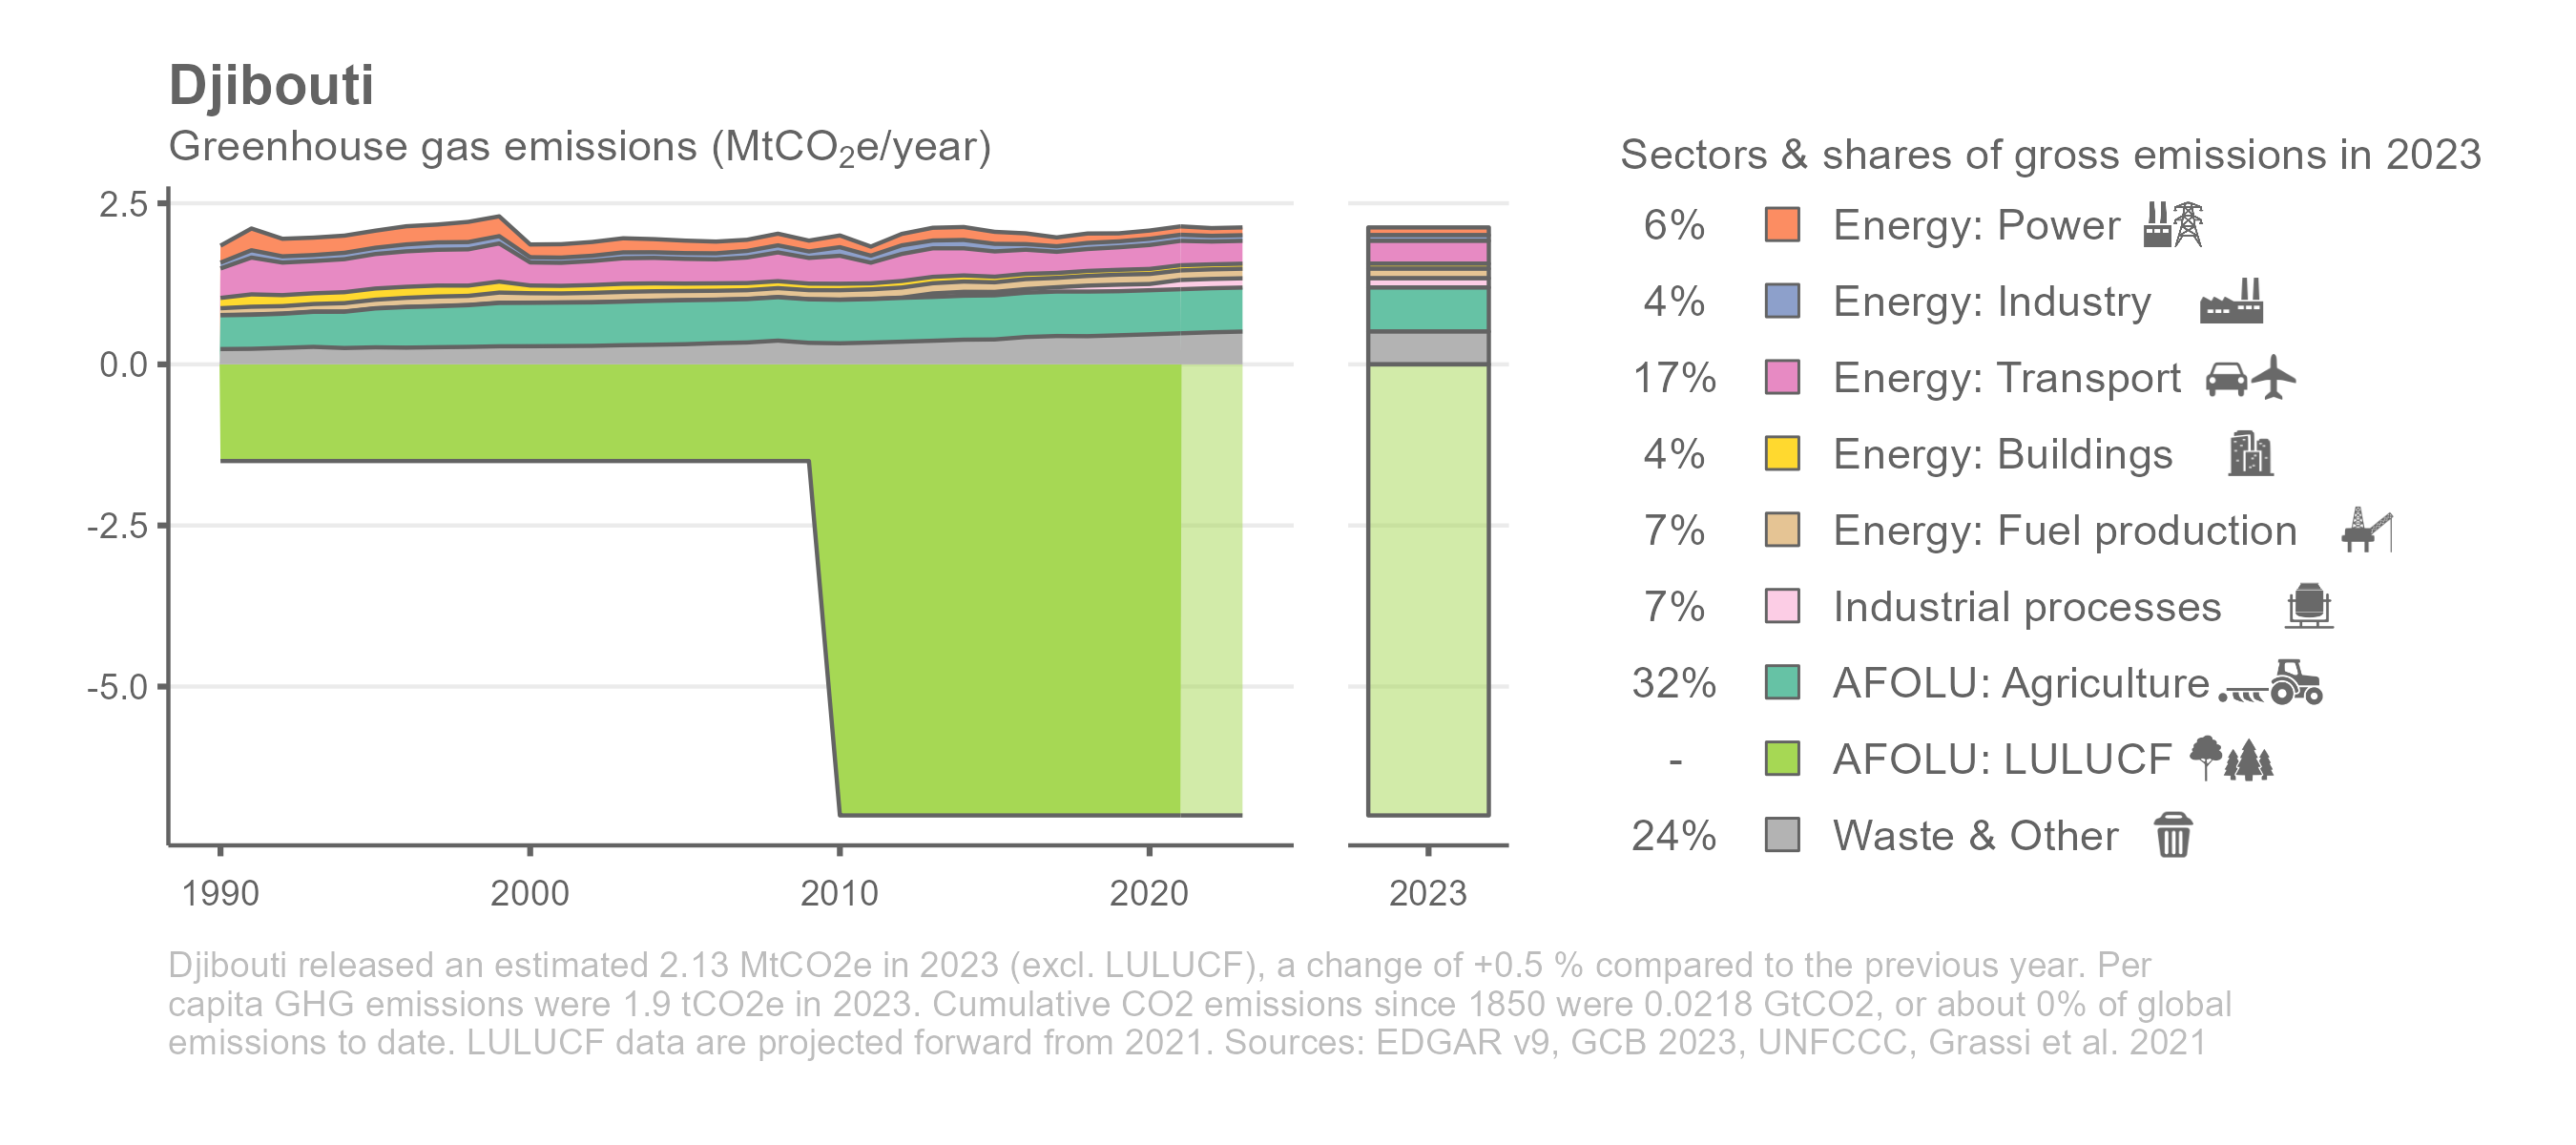 Djibouti
Greenhouse gas emissions (MtCO₂e/year)
2.5
0.0
-2.5
-5.0
1990 2000 2010 2020 2023
Sectors & shares of gross emissions in 2023
6% Energy: Power
4% Energy: Industry
17% Energy: Transport
4% Energy: Buildings
7% Energy: Fuel production
7% Industrial processes
32% AFOLU: Agriculture
- AFOLU: LULUCF
24% Waste & Other
Djibouti released an estimated 2.13 MtCO2e in 2023 (excl. LULUCF), a change of +0.5 % compared to the previous year. Per
capita GHG emissions were 1.9 tCO2e in 2023. Cumulative CO2 emissions since 1850 were 0.0218 GtCO2, or about 0% of global
emissions to date. LULUCF data are projected forward from 2021. Sources: EDGAR v9, GCB 2023, UNFCCC, Grassi et al. 2021